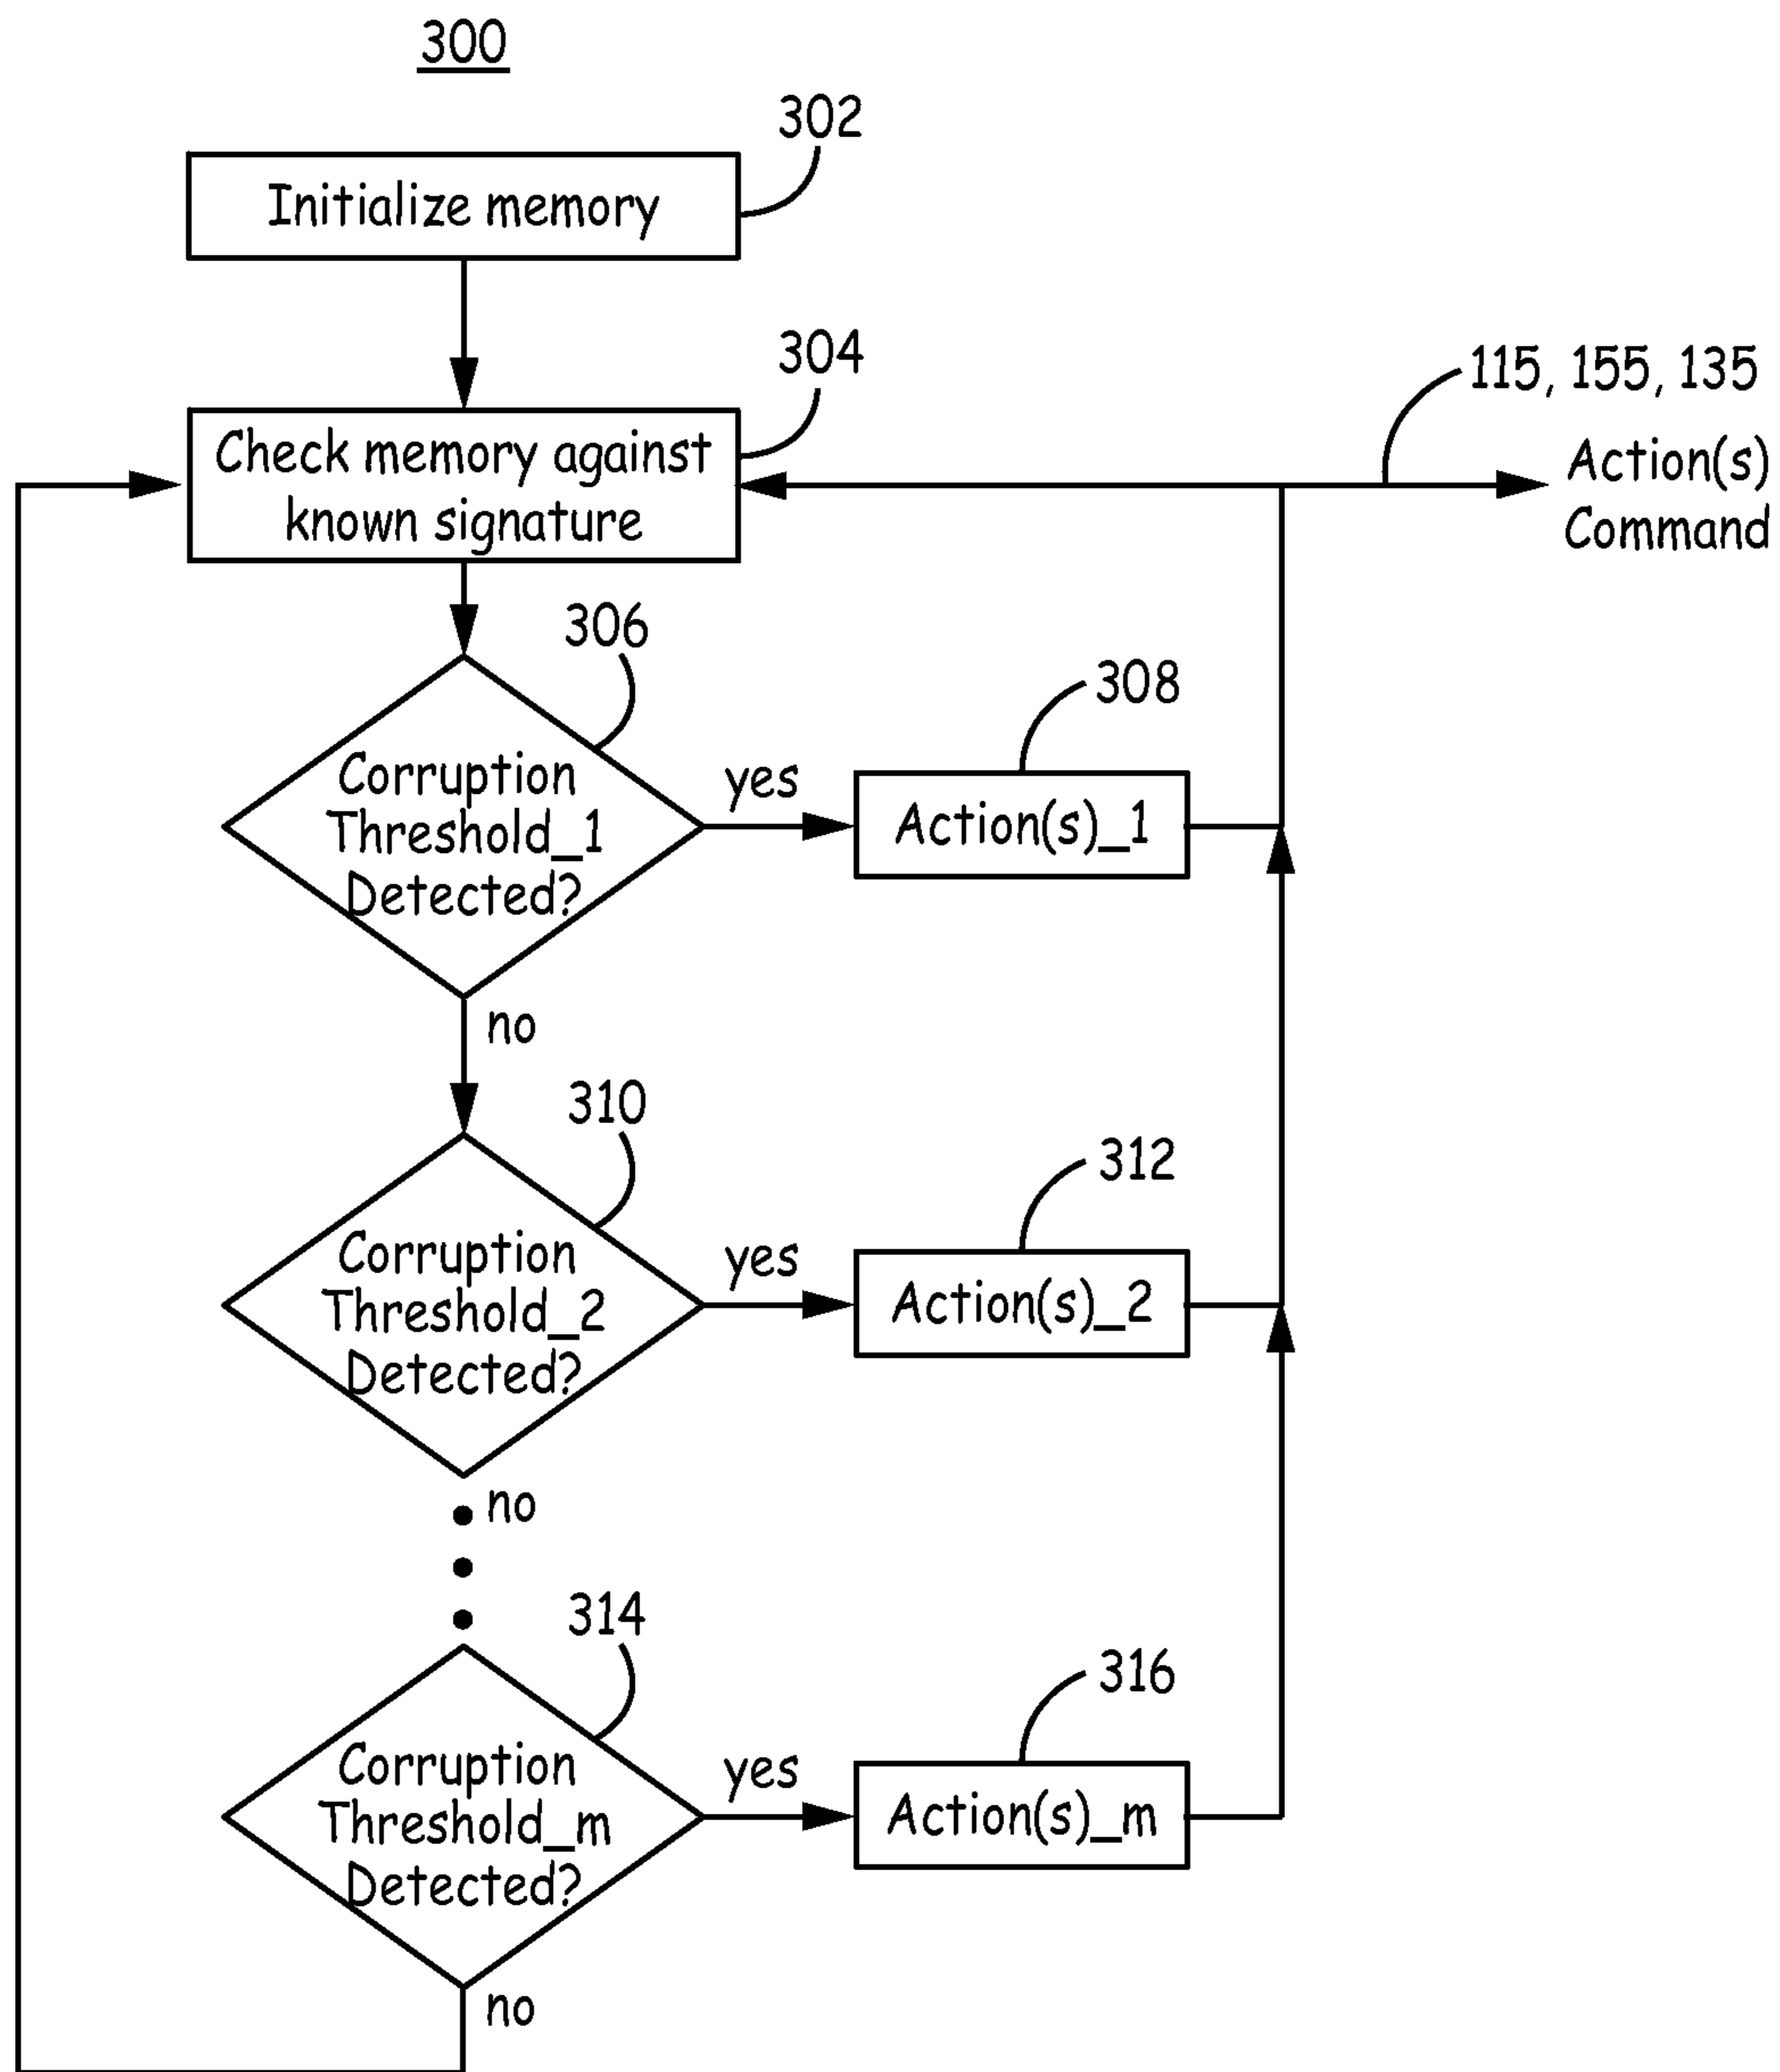 300
302
Initialize memory
304
Check memory against
known signature
115, 155, 135
Action(s)
Command
306
Corruption
Threshold_1
Detected?
yes
308
Action(s)_1
no
310
Corruption
Threshold_2
Detected?
yes
312
Action(s)_2
no
314
Corruption
Threshold_m
Detected?
yes
316
Action(s)_m
no